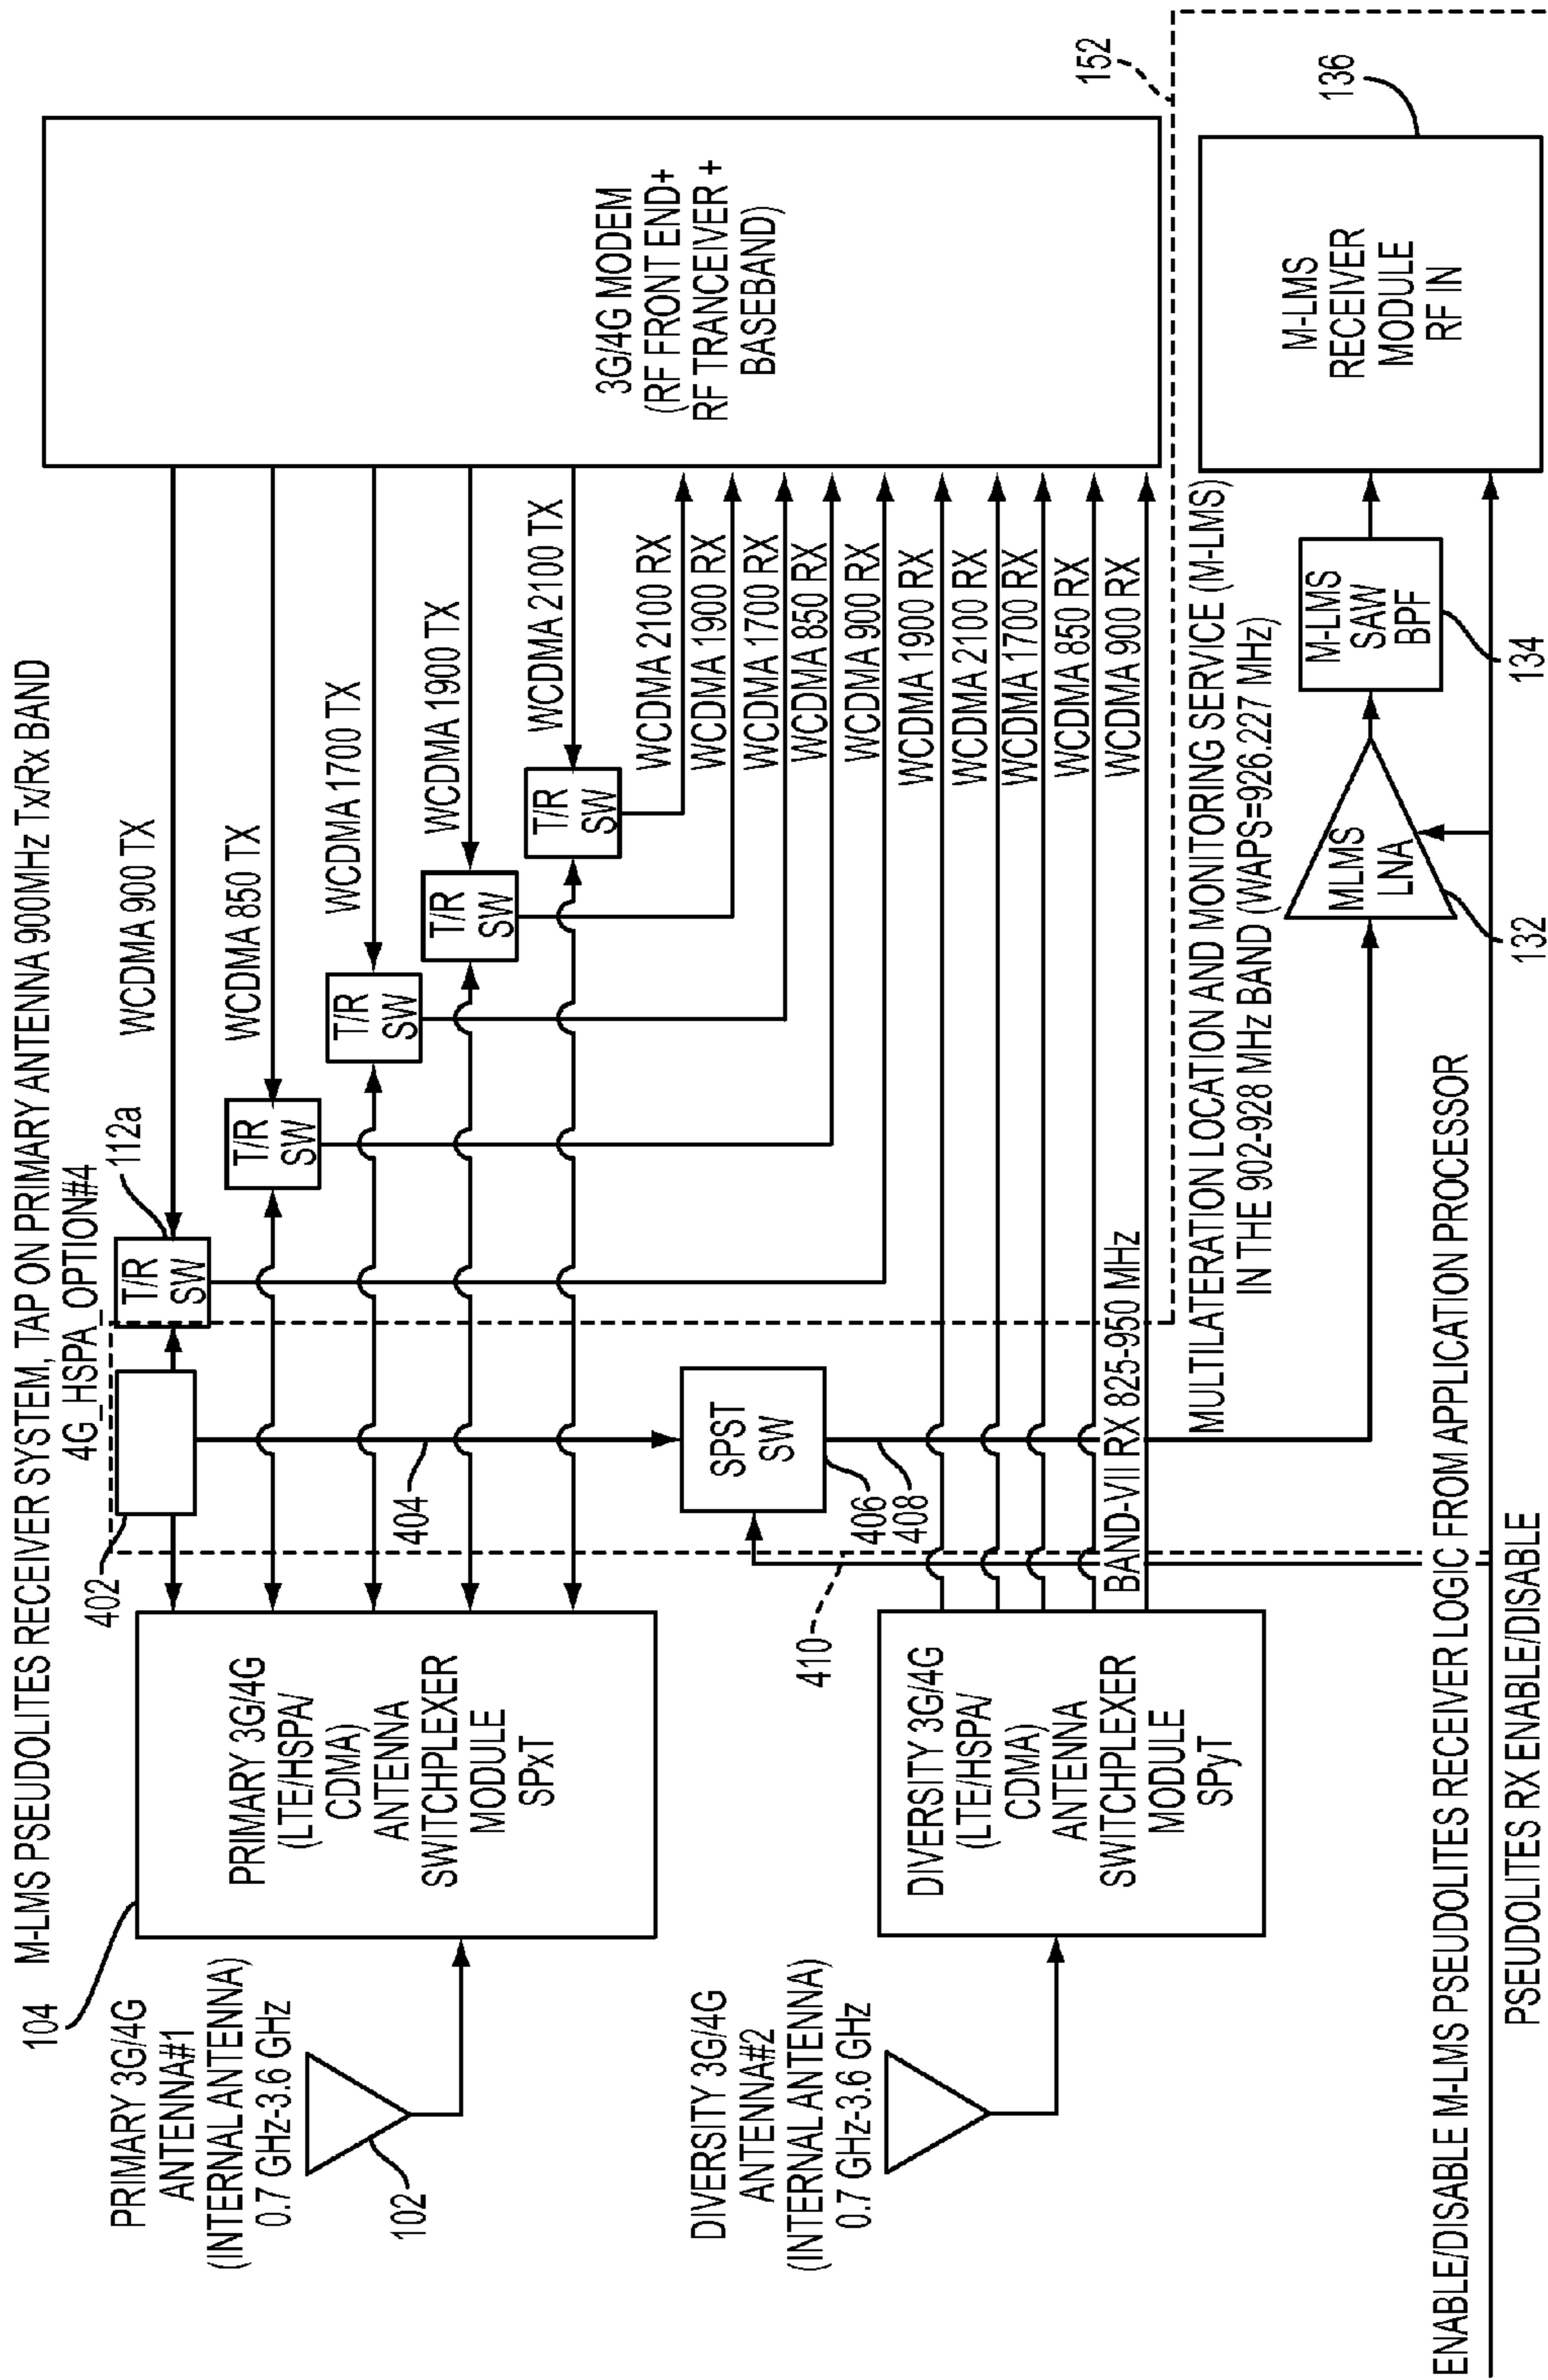 M-LMS PSEUDOLITES RECEIVER SYSTEM, TAP ON PRIMARY ANTENNA 900MHz Tx/Rx BAND
4G_HSPA_OPTION#4
104
PRIMARY 3G/4G
ANTENNA#1
(INTERNAL ANTENNA)
0.7 GHz-3.6 GHz
102
PRIMARY 3G/4G
(LTE/HSPA/
CDMA)
ANTENNA
SWITCHPLEXER
MODULE
SPxT
402
404
T/R
SW
112a
T/R
SW
T/R
SW
T/R
SW
T/R
SW
WCDMA 900 TX
WCDMA 850 TX
WCDMA 1700 TX
WCDMA 1900 TX
WCDMA 2100 TX
WCDMA 2100 RX
WCDMA 1900 RX
WCDMA 1700 RX
WCDMA 850 RX
WCDMA 900 RX
WCDMA 1900 RX
WCDMA 2100 RX
WCDMA 1700 RX
WCDMA 850 RX
WCDMA 900 RX
3G/4G MODEM
(RF FRONT END+
RF TRANCEIVER +
BASEBAND)
152
DIVERSITY 3G/4G
ANTENNA#2
(INTERNAL ANTENNA)
0.7 GHz-3.6 GHz
DIVERSITY 3G/4G
(LTE/HSPA/
CDMA)
ANTENNA
SWITCHPLEXER
MODULE
SPyT
410
SPST
SW
406
408
BAND-VII RX 825-950 MHz
MULTILATERATION LOCATION AND MONITORING SERVICE (M-LMS)
IN THE 902-928 MHz BAND (WAPS=926.227 MHz)
MLMS
LNA
132
M-LMS
SAW
BPF
134
M-LMS
RECEIVER
MODULE
RF IN
136
ENABLE/DISABLE M-LMS PSEUDOLITES RECEIVER LOGIC FROM APPLICATION PROCESSOR
PSEUDOLITES RX ENABLE/DISABLE